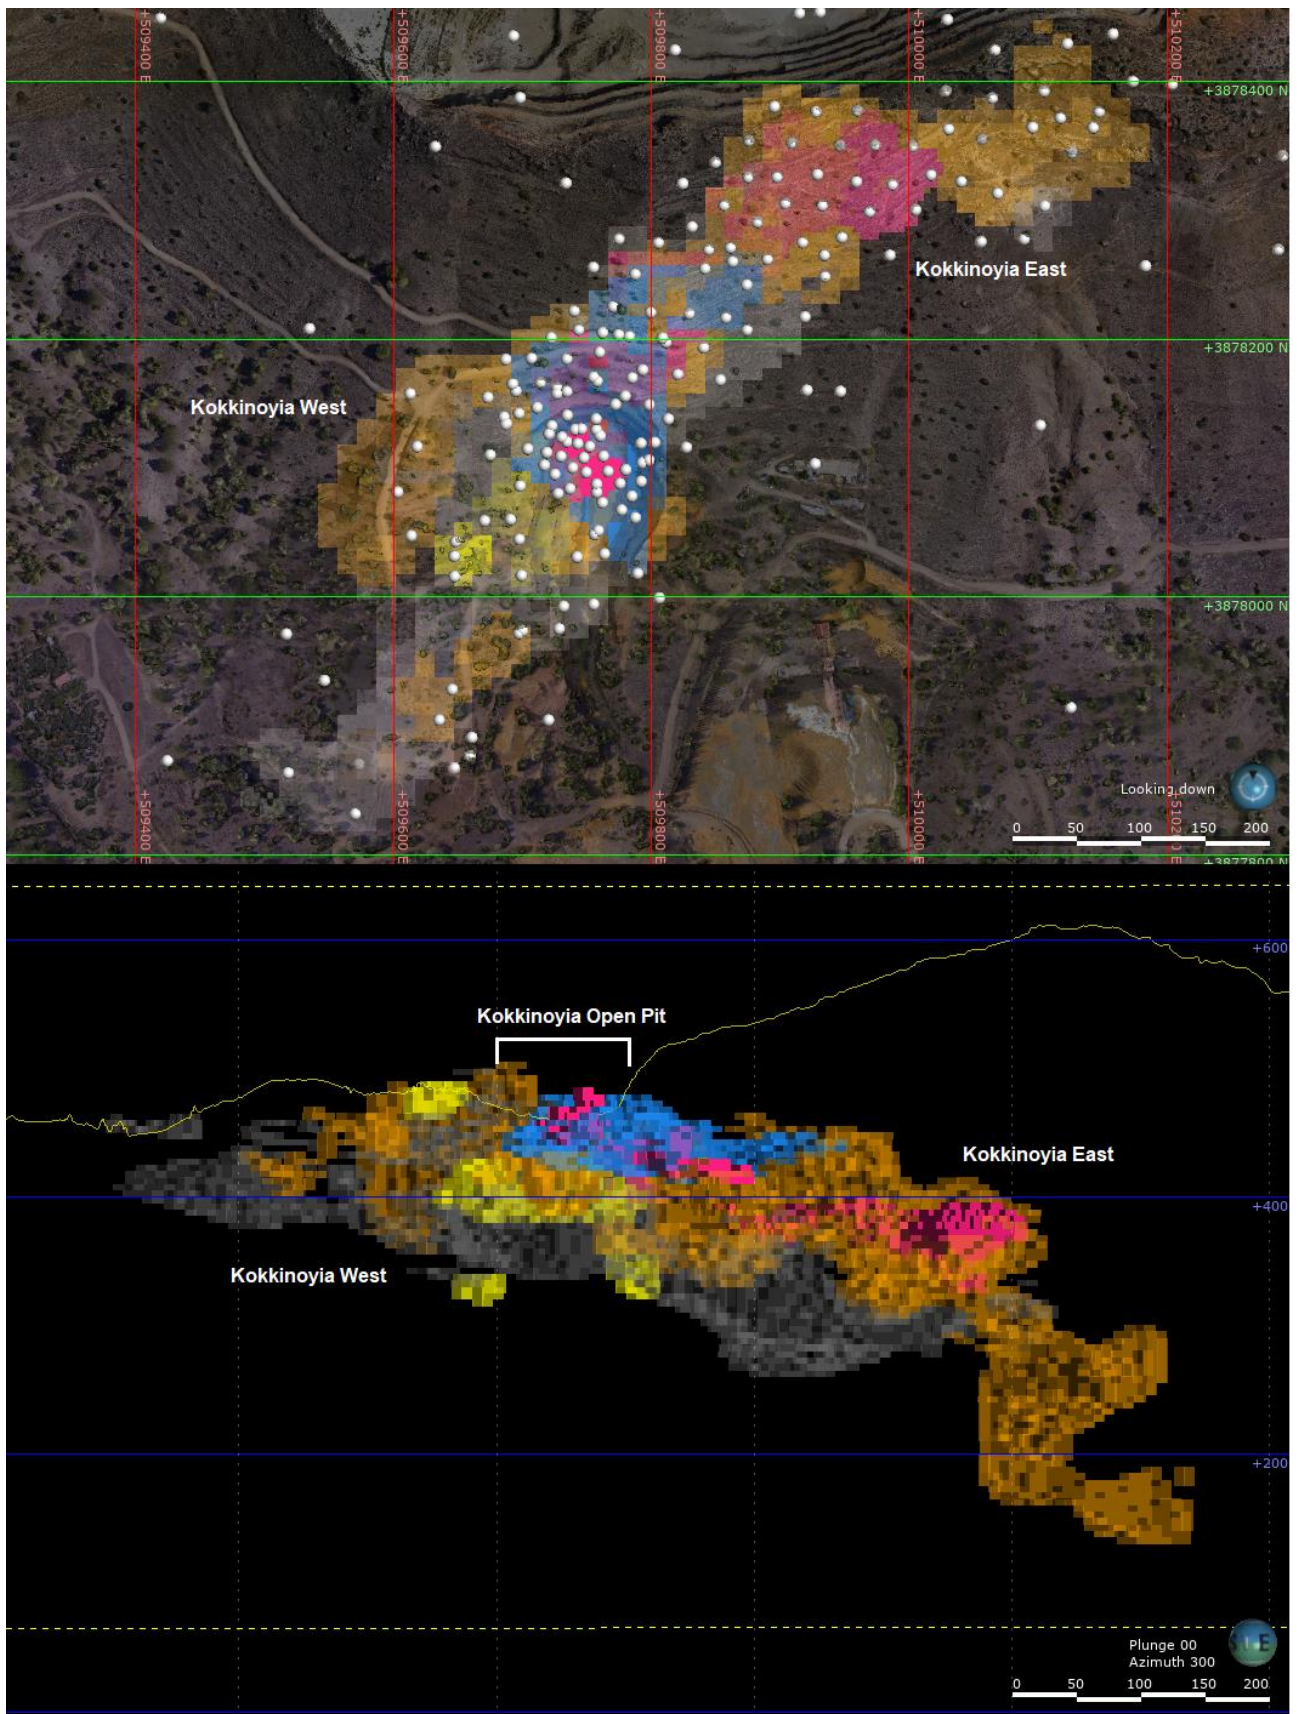 +509400 E
+509600 E
+509800 E
+510000 E
+510200 E
+3878400 N
Kokkinoyia East
+3878200 N
Kokkinoyia West
+3878000 N
Looking down
+509400 E
+509600 E
+509800 E
+510000 E
+510200 E
0 50 100 150 200
+3877800 N
+600
Kokkinoyia Open Pit
Kokkinoyia East
+400
Kokkinoyia West
+200
Plunge 00
Azimuth 300
0 50 100 150 200